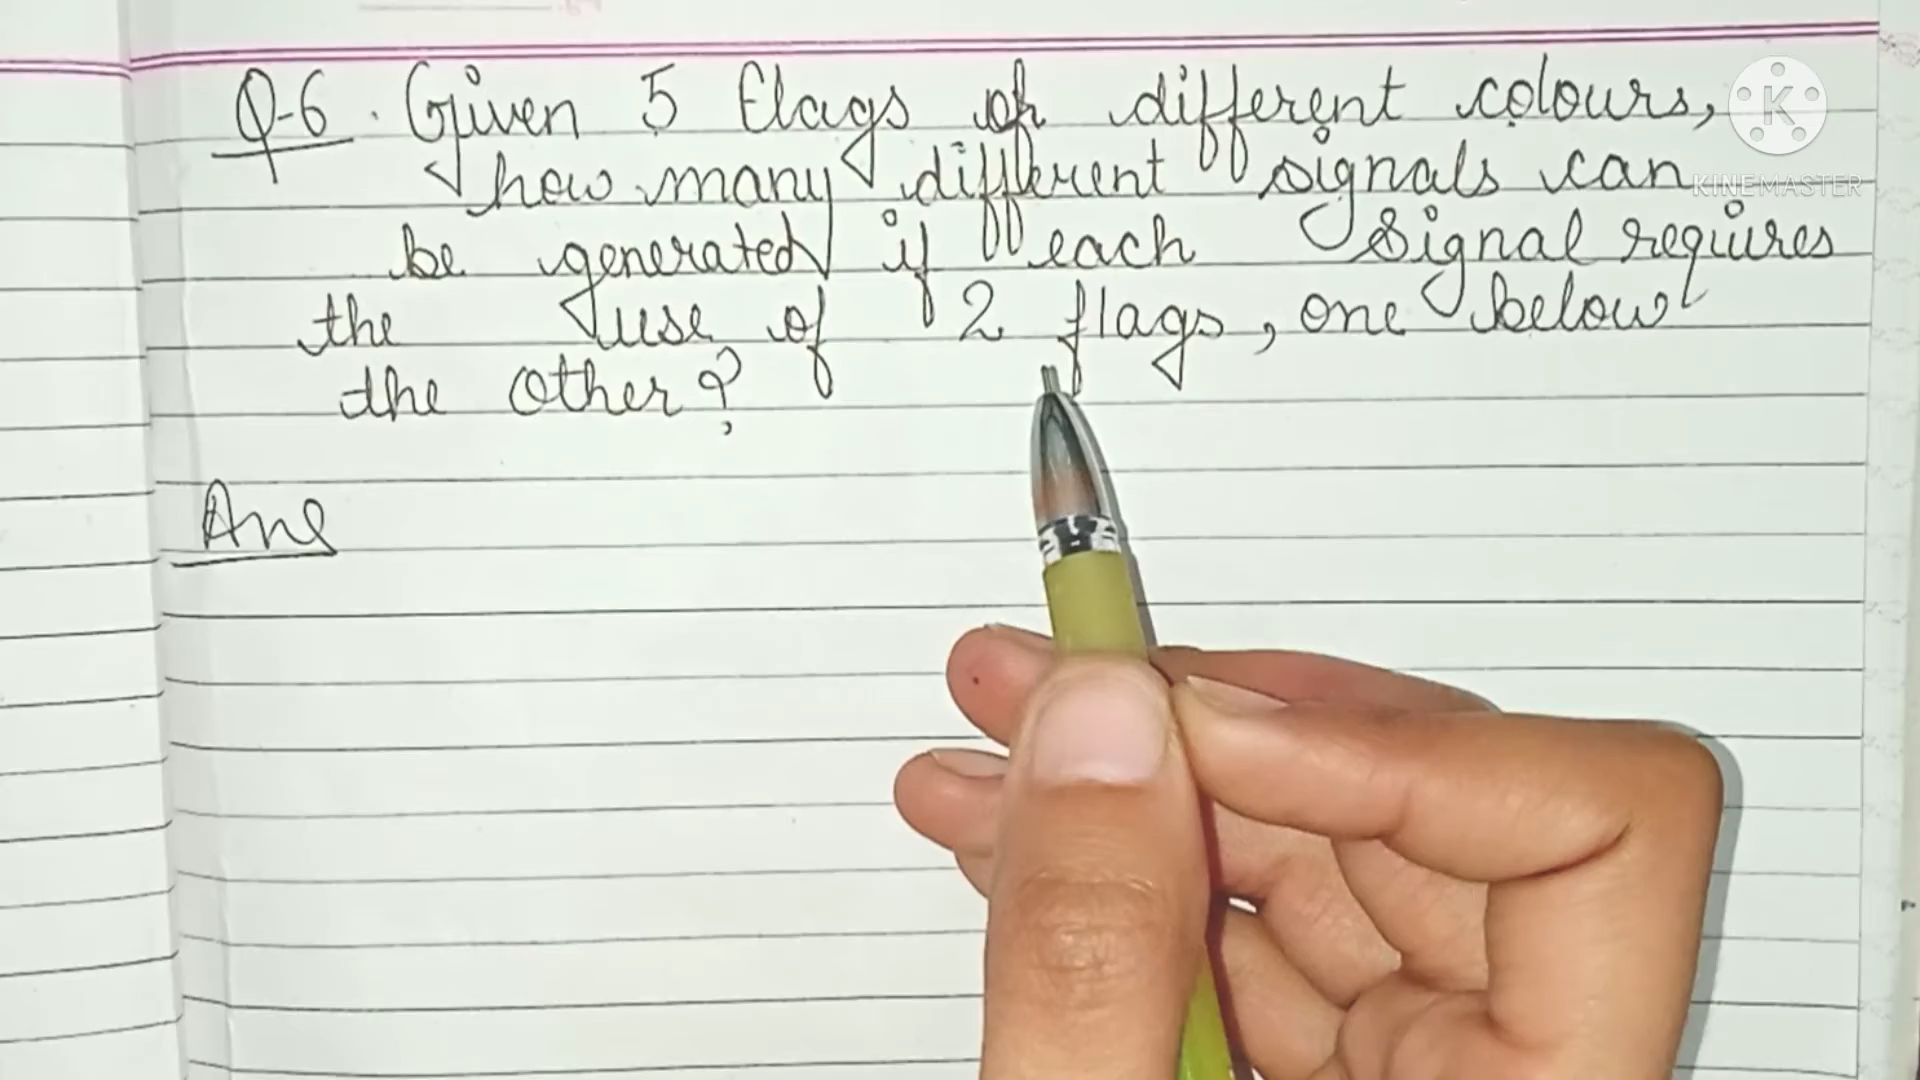 Q-6. Given 5 flags of different colours,
how many different signals can
be generated if each signal requires
the use of 2 flags, one below
the other?
Ans
K
KINEMASTER